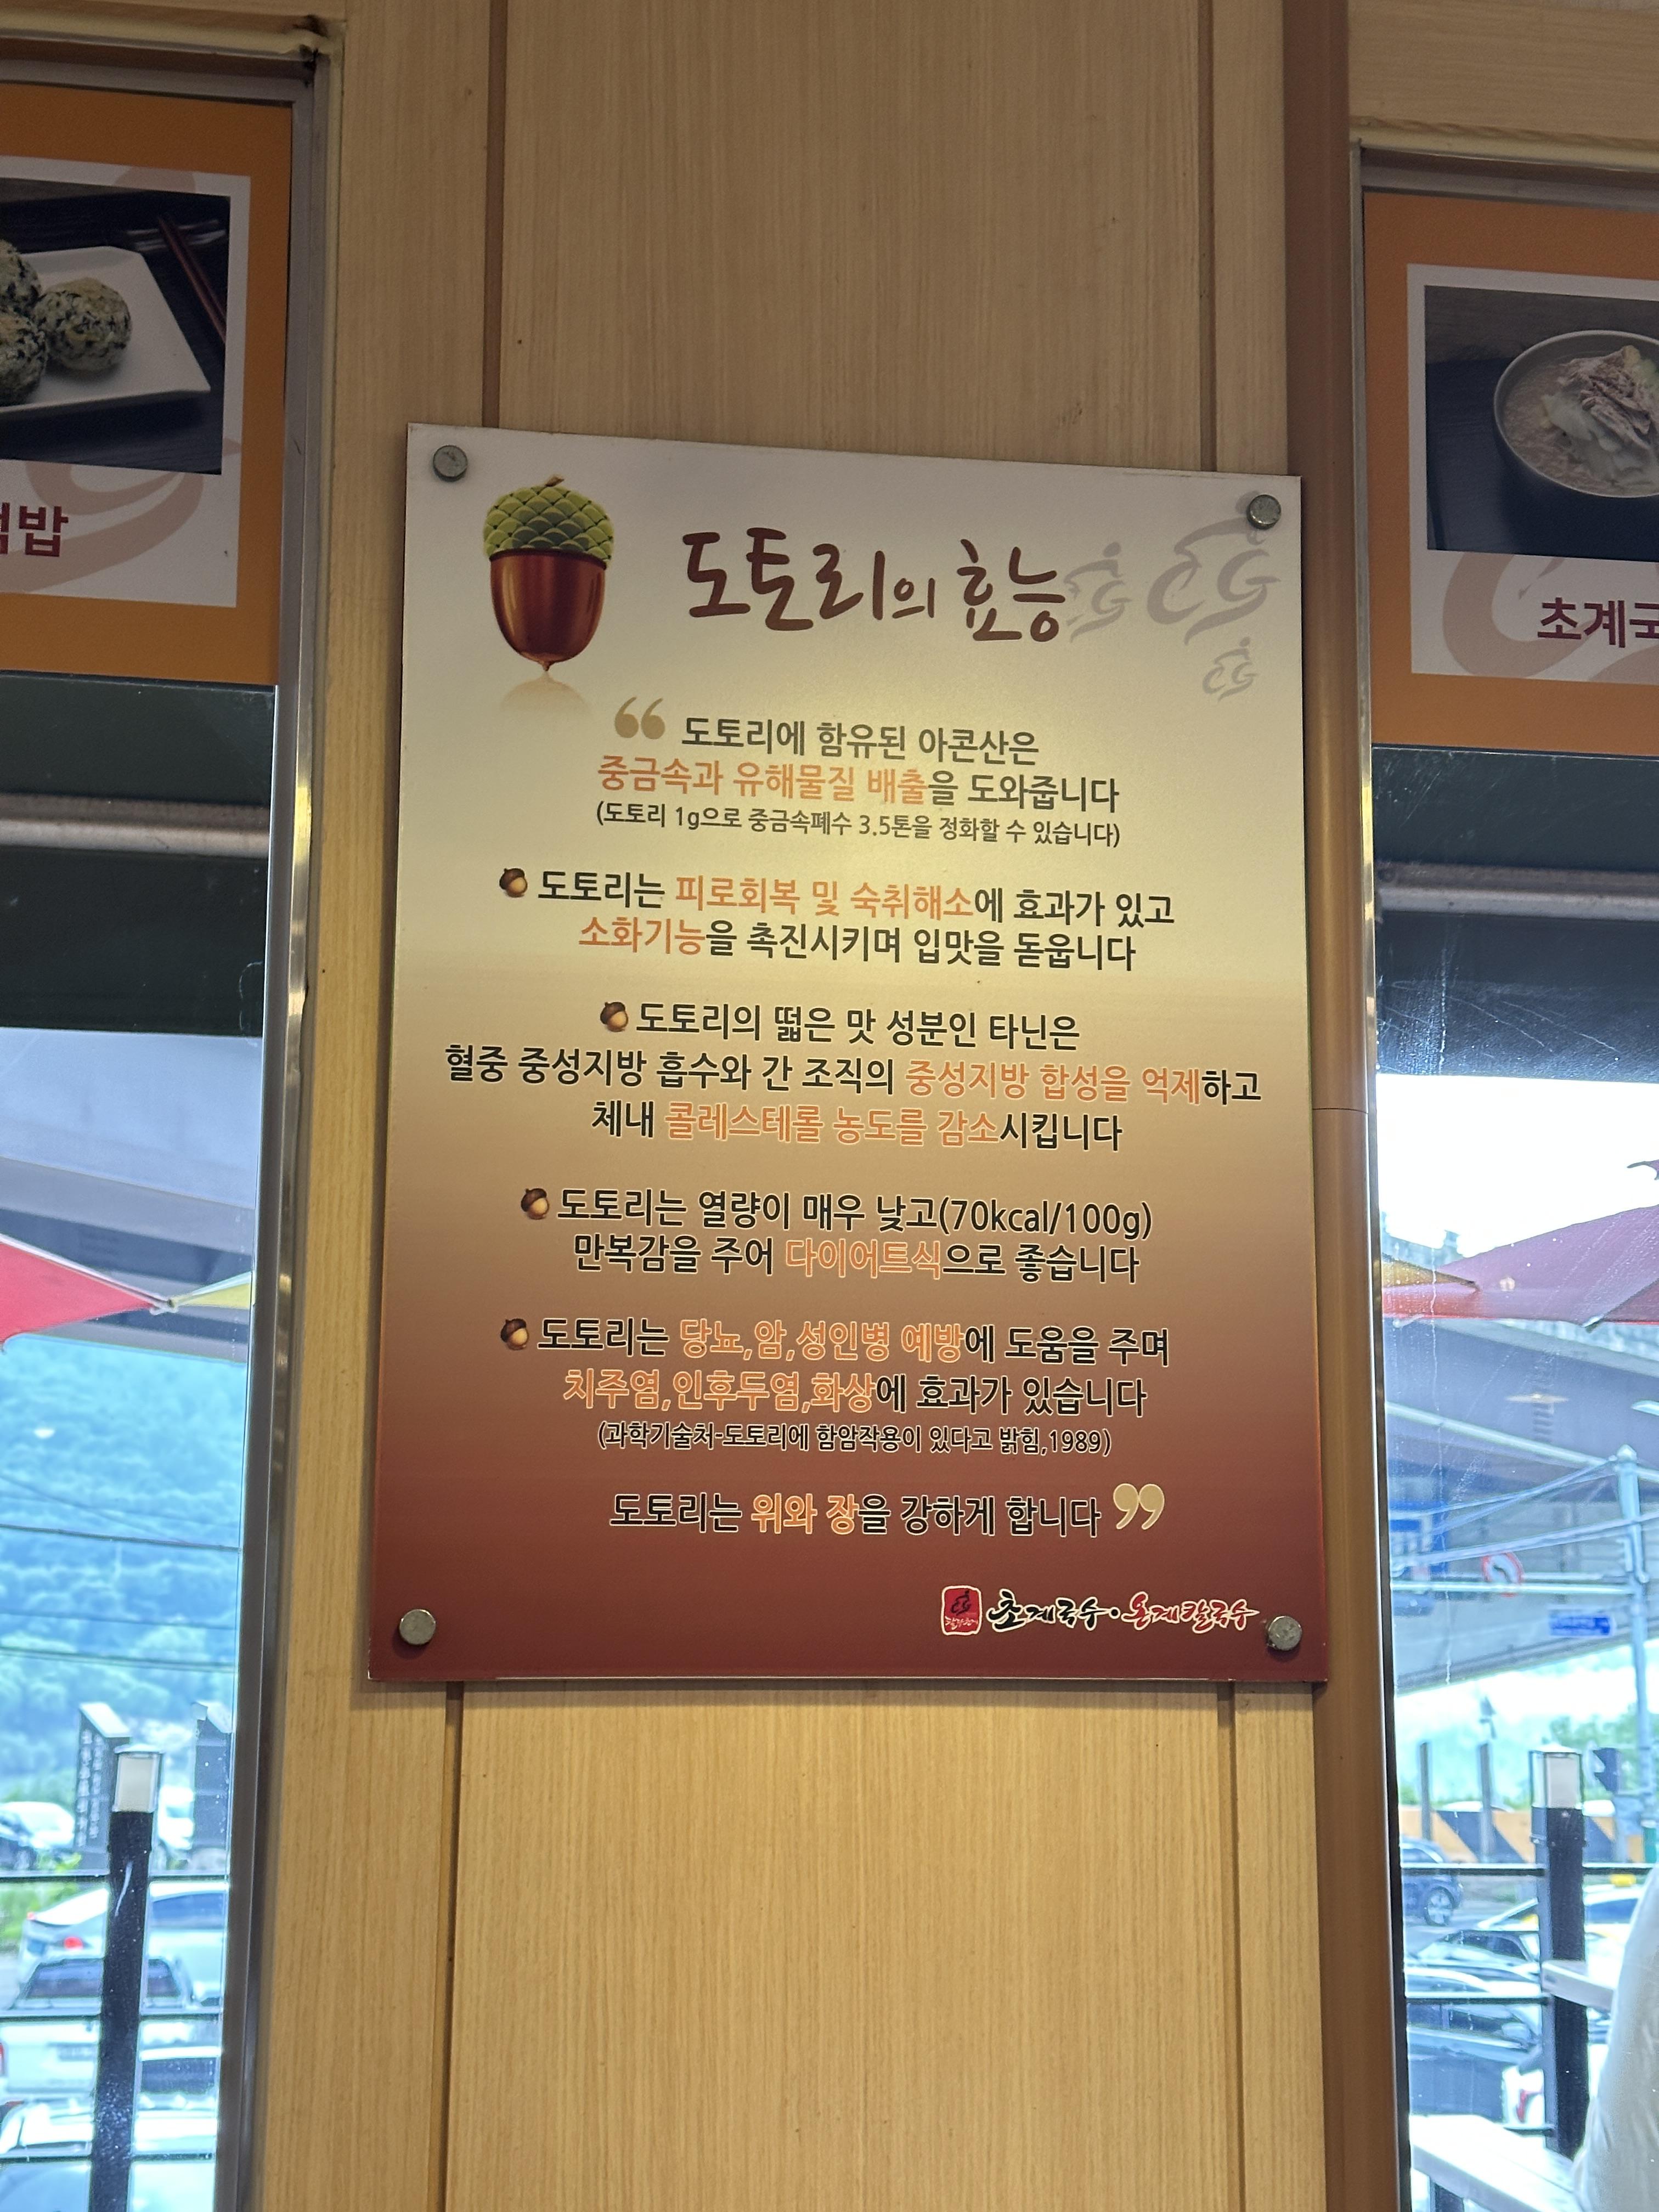 도토리의 효능
“ 도토리에 함유된 아콘산은
중금속과 유해물질 배출을 도와줍니다
(도토리 1g으로 중금속폐수 3.5톤을 정화할 수 있습니다)
도토리는 피로회복 및 숙취해소에 효과가 있고
소화기능을 촉진시키며 입맛을 돋웁니다
도토리의 떫은 맛 성분인 타닌은
혈중 중성지방 흡수와 간 조직의 중성지방 합성을 억제하고
체내 콜레스테롤 농도를 감소시킵니다
도토리는 열량이 매우 낮고(70kcal/100g)
만복감을 주어 다이어트식으로 좋습니다
도토리는 당뇨,암,성인병 예방에 도움을 주며
치주염,인후두염,화상에 효과가 있습니다
(과학기술처-도토리에 함암작용이 있다고 밝힘,1989)
도토리는 위와 장을 강하게 합니다 ”
초계국수·온계칼국수
밥
초계국